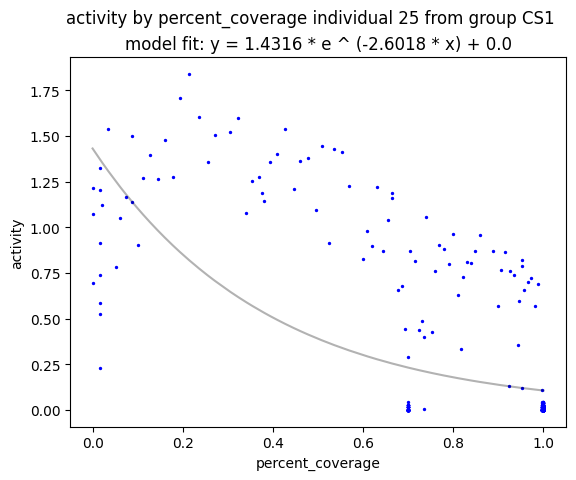 activity by percent_coverage individual 25 from group CS1
model fit: y = 1.4316 * e ^ (-2.6018 * x) + 0.0
1.75
1.50
1.25
1.00
0.75
0.50
0.25
0.00
activity
0.0 0.2 0.4 0.6 0.8 1.0
percent_coverage